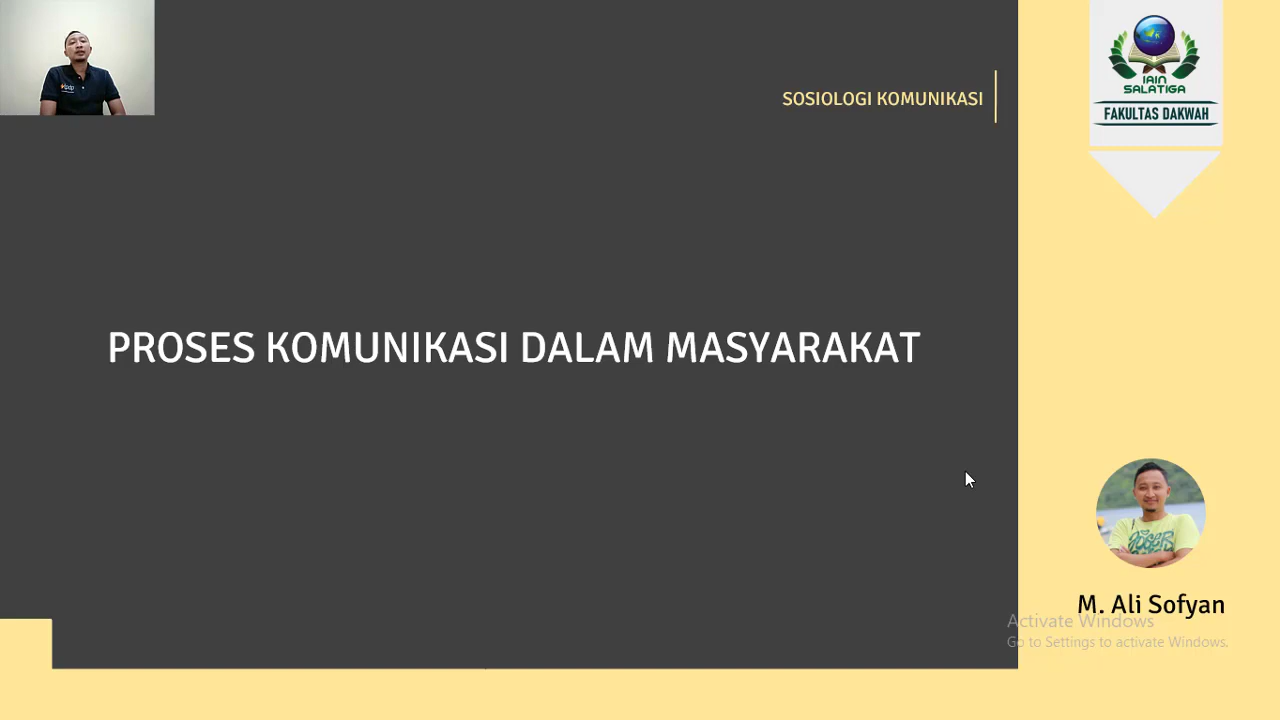 SOSIOLOGI KOMUNIKASI
IAIN
SALATIGA
FAKULTAS DAKWAH
PROSES KOMUNIKASI DALAM MASYARAKAT
M. Ali Sofyan
Activate Windows
Go to Settings to activate Windows.